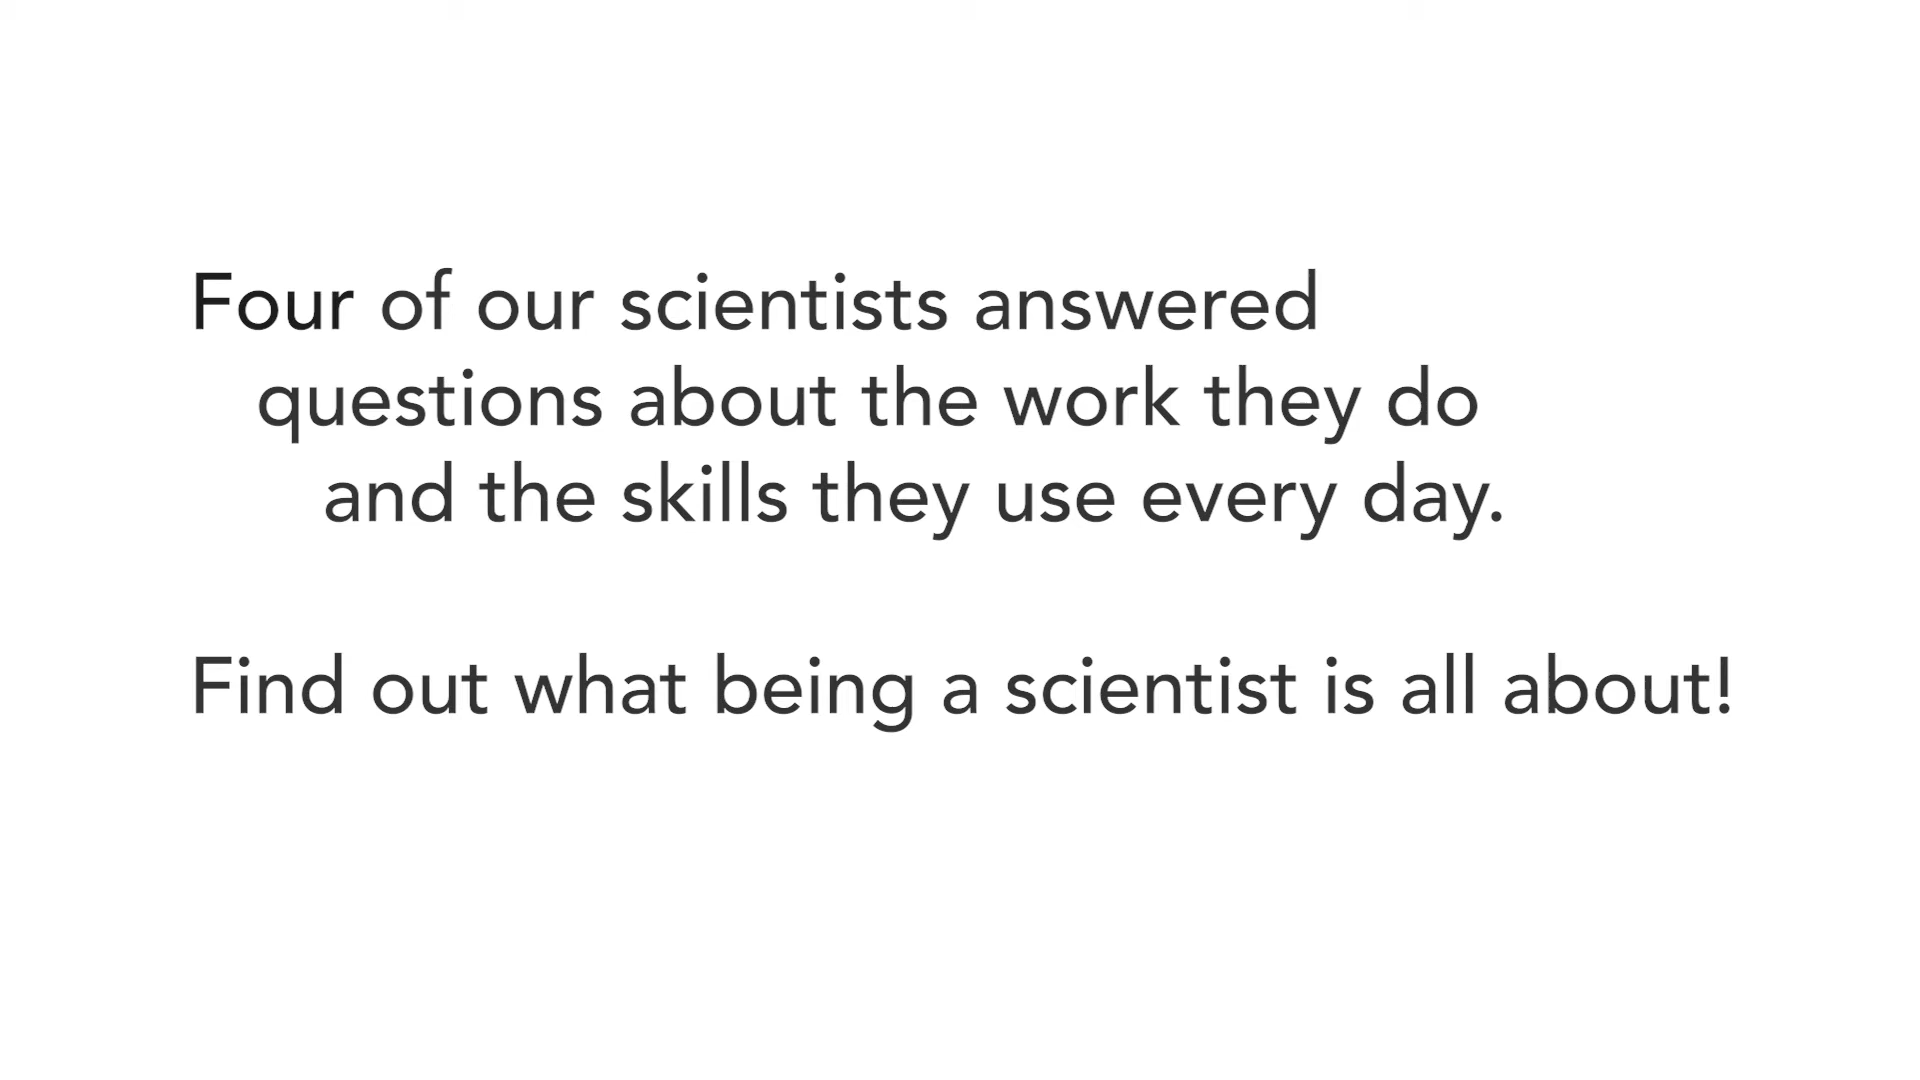 Four of our scientists answered
questions about the work they do
and the skills they use every day.
Find out what being a scientist is all about!